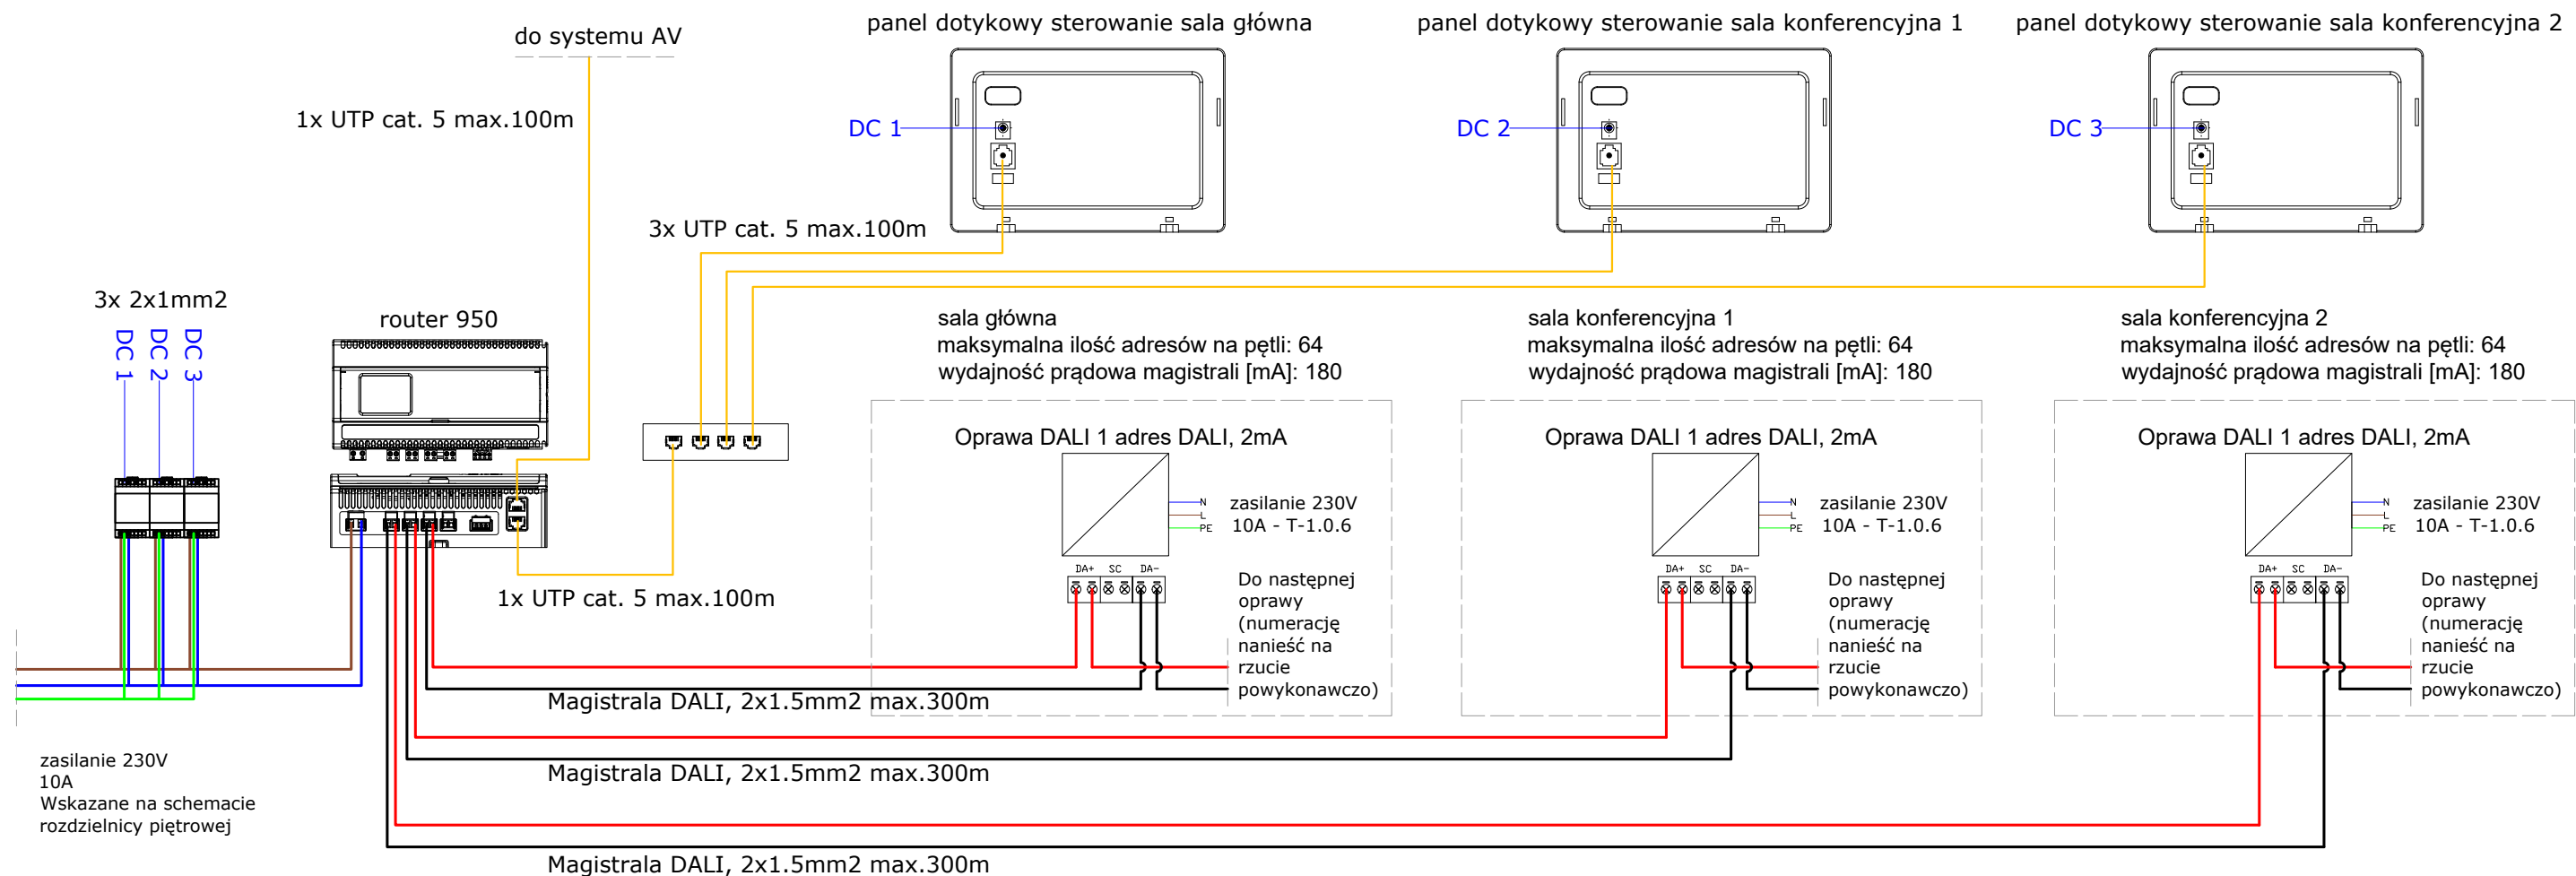 do systemu AV
panel dotykowy sterowanie sala główna
panel dotykowy sterowanie sala konferencyjna 1
panel dotykowy sterowanie sala konferencyjna 2
1x UTP cat. 5 max.100m
DC 1
DC 2
DC 3
3x UTP cat. 5 max.100m
3x 2x1mm2
DC 1
DC 2
DC 3
router 950
sala główna
maksymalna ilość adresów na pętli: 64
wydajność prądowa magistrali [mA]: 180
sala konferencyjna 1
maksymalna ilość adresów na pętli: 64
wydajność prądowa magistrali [mA]: 180
sala konferencyjna 2
maksymalna ilość adresów na pętli: 64
wydajność prądowa magistrali [mA]: 180
Oprawa DALI 1 adres DALI, 2mA
N
L
PE
zasilanie 230V
10A - T-1.0.6
DA+ SC DA-
Do następnej
oprawy
(numerację
nanieść na
rzucie
powykonawczo)
Oprawa DALI 1 adres DALI, 2mA
N
L
PE
zasilanie 230V
10A - T-1.0.6
DA+ SC DA-
Do następnej
oprawy
(numerację
nanieść na
rzucie
powykonawczo)
Oprawa DALI 1 adres DALI, 2mA
N
L
PE
zasilanie 230V
10A - T-1.0.6
DA+ SC DA-
Do następnej
oprawy
(numerację
nanieść na
rzucie
powykonawczo)
1x UTP cat. 5 max.100m
Magistrala DALI, 2x1.5mm2 max.300m
Magistrala DALI, 2x1.5mm2 max.300m
Magistrala DALI, 2x1.5mm2 max.300m
zasilanie 230V
10A
Wskazane na schemacie
rozdzielnicy piętrowej